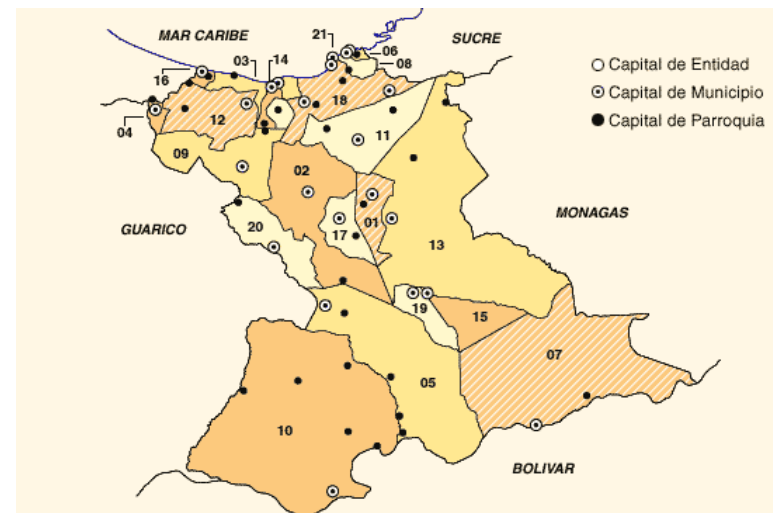 MAR CARIBE
21
SUCRE
03
14
06
08
16
Capital de Entidad
Capital de Municipio
Capital de Parroquia
18
12
04
11
09
02
01
MONAGAS
GUARICO
20
17
13
19
15
07
05
10
BOLIVAR